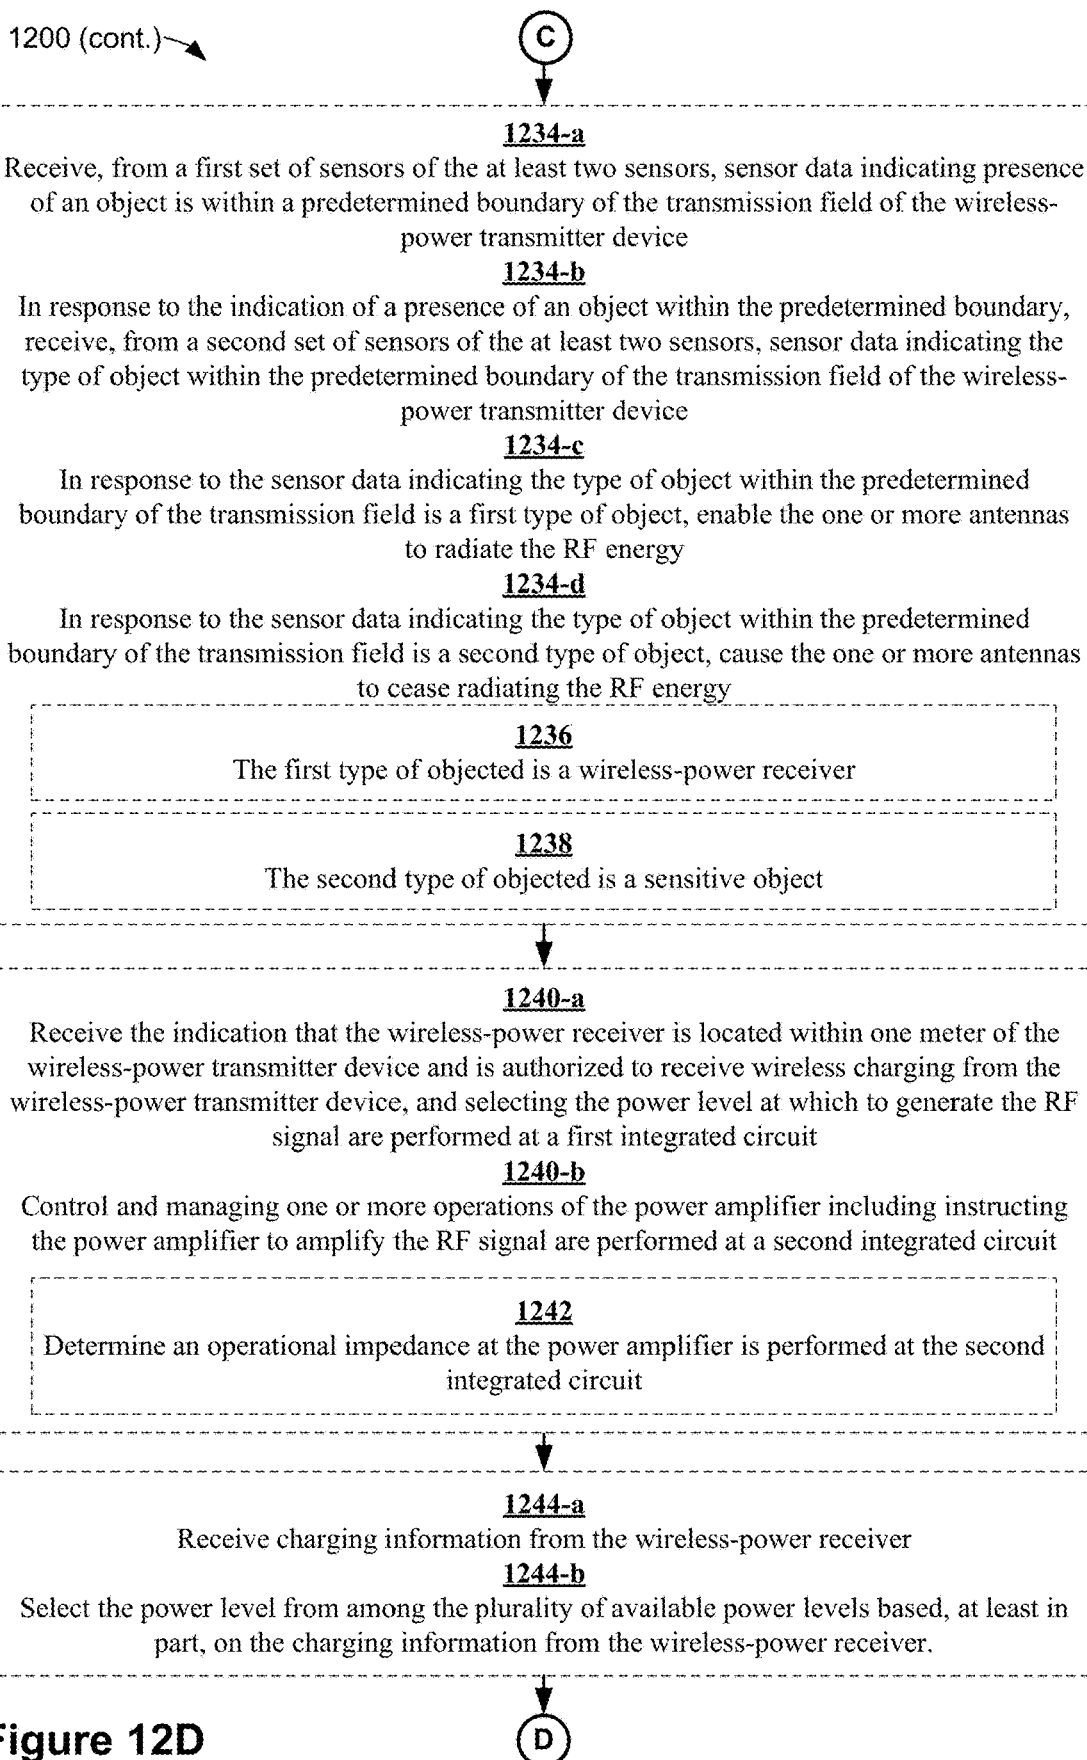 1200 (cont.)
C
1234-a
Receive, from a first set of sensors of the at least two sensors, sensor data indicating presence
of an object is within a predetermined boundary of the transmission field of the wireless-
power transmitter device
1234-b
In response to the indication of a presence of an object within the predetermined boundary,
receive, from a second set of sensors of the at least two sensors, sensor data indicating the
type of object within the predetermined boundary of the transmission field of the wireless-
power transmitter device
1234-c
In response to the sensor data indicating the type of object within the predetermined
boundary of the transmission field is a first type of object, enable the one or more antennas
to radiate the RF energy
1234-d
In response to the sensor data indicating the type of object within the predetermined
boundary of the transmission field is a second type of object, cause the one or more antennas
to cease radiating the RF energy
1236
The first type of objected is a wireless-power receiver
1238
The second type of objected is a sensitive object
1240-a
Receive the indication that the wireless-power receiver is located within one meter of the
wireless-power transmitter device and is authorized to receive wireless charging from the
wireless-power transmitter device, and selecting the power level at which to generate the RF
signal are performed at a first integrated circuit
1240-b
Control and managing one or more operations of the power amplifier including instructing
the power amplifier to amplify the RF signal are performed at a second integrated circuit
1242
Determine an operational impedance at the power amplifier is performed at the second
integrated circuit
1244-a
Receive charging information from the wireless-power receiver
1244-b
Select the power level from among the plurality of available power levels based, at least in
part, on the charging information from the wireless-power receiver.
Figure 12D
D